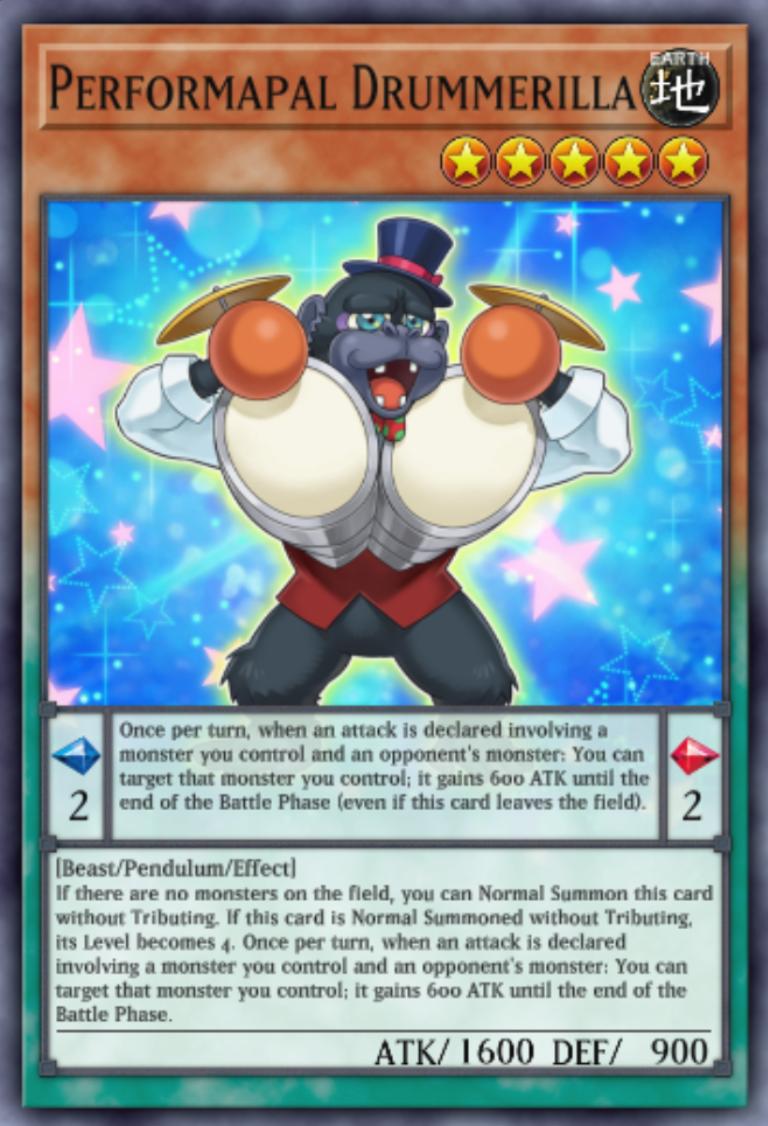 PERFORMAPAL DRUMMERILLA
EARTH
地
Once per turn, when an attack is declared involving a
monster you control and an opponent's monster: You can
target that monster you control; it gains 600 ATK until the
end of the Battle Phase (even if this card leaves the field).
2
2
[Beast/Pendulum/Effect]
If there are no monsters on the field, you can Normal Summon this card
without Tributing. If this card is Normal Summoned without Tributing,
its Level becomes 4. Once per turn, when an attack is declared
involving a monster you control and an opponent's monster: You can
target that monster you control; it gains 600 ATK until the end of the
Battle Phase.
ATK/ 1600 DEF/ 900